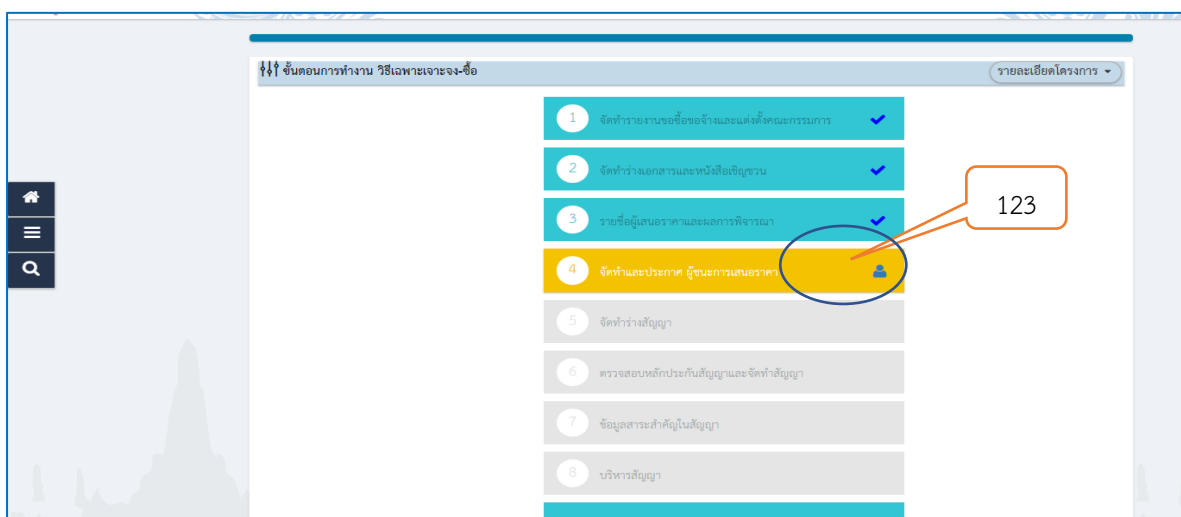 ขั้นตอนการทำงาน วิธีเฉพาะเจาะจง-ซื้อ
รายละเอียดโครงการ
1 จัดทำรายงานขอซื้อขอจ้างและแต่งตั้งคณะกรรมการ
2 จัดทำร่างเอกสารและหนังสือเชิญชวน
3 รายชื่อผู้เสนอราคาและผลการพิจารณา
123
4 จัดทำและประกาศ ผู้ชนะการเสนอราคา
5 จัดทำร่างสัญญา
6 ตรวจสอบหลักประกันสัญญาและจัดทำสัญญา
7 ข้อมูลสาระสำคัญในสัญญา
8 บริหารสัญญา